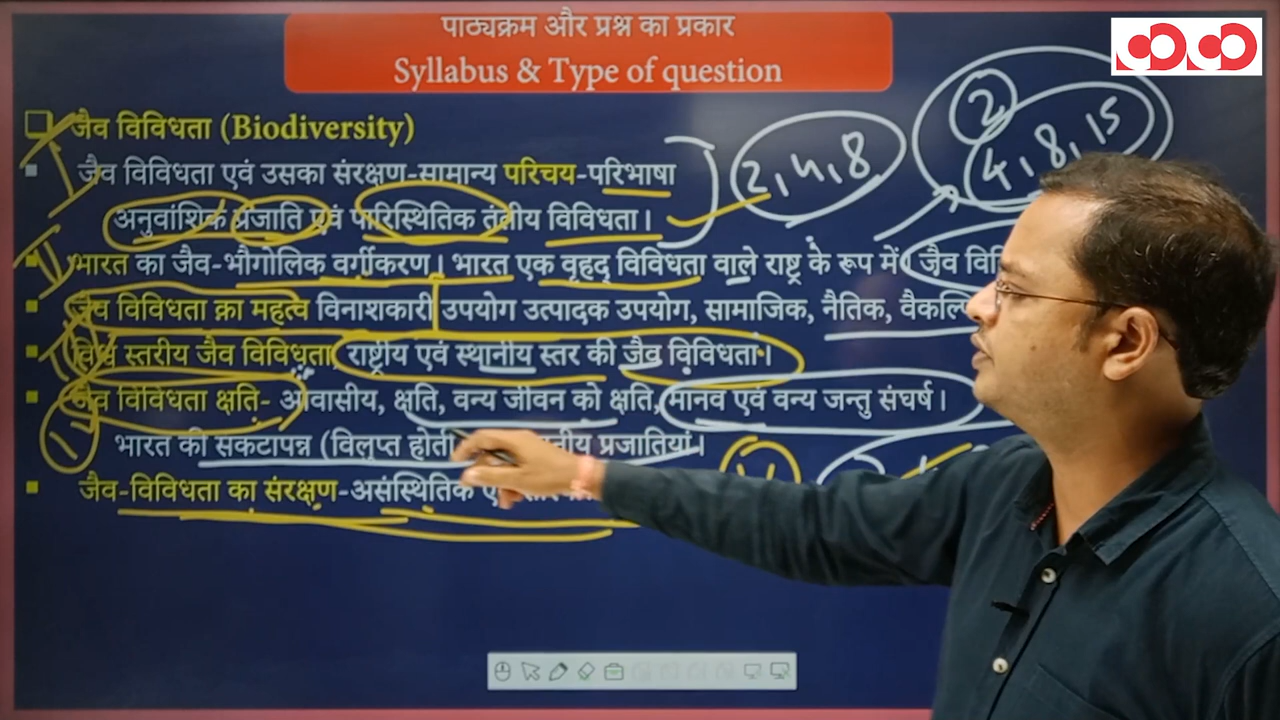 पाठ्यक्रम और प्रश्न का प्रकार
Syllabus & Type of question
जैव विविधता (Biodiversity)
जैव विविधता एवं उसका संरक्षण-सामान्य परिचय-परिभाषा
अनुवांशिक प्रजाति एवं पारिस्थितिक तंत्रीय विविधता।
भारत का जैव-भौगोलिक वर्गीकरण। भारत एक वृहद् विविधता वाले राष्ट्र के रूप में। जैव
जैव विविधता का महत्व विनाशकारी उपयोग उत्पादक उपयोग, सामाजिक, नैतिक,
विश्व स्तरीय जैव विविधता, राष्ट्रीय एवं स्थानीय स्तर की जैव विविधता।
जैव विविधता क्षति- आवासीय, क्षति, वन्य जीवन को क्षति, मानव एवं वन्य जन्तु संघर्ष।
भारत की सकटापन्न (विलुप्त होती प्रजातियां।
जैव-विविधता का संरक्षण-असंस्थितिक
2, 4, 8
2
4, 8, 15
I
II